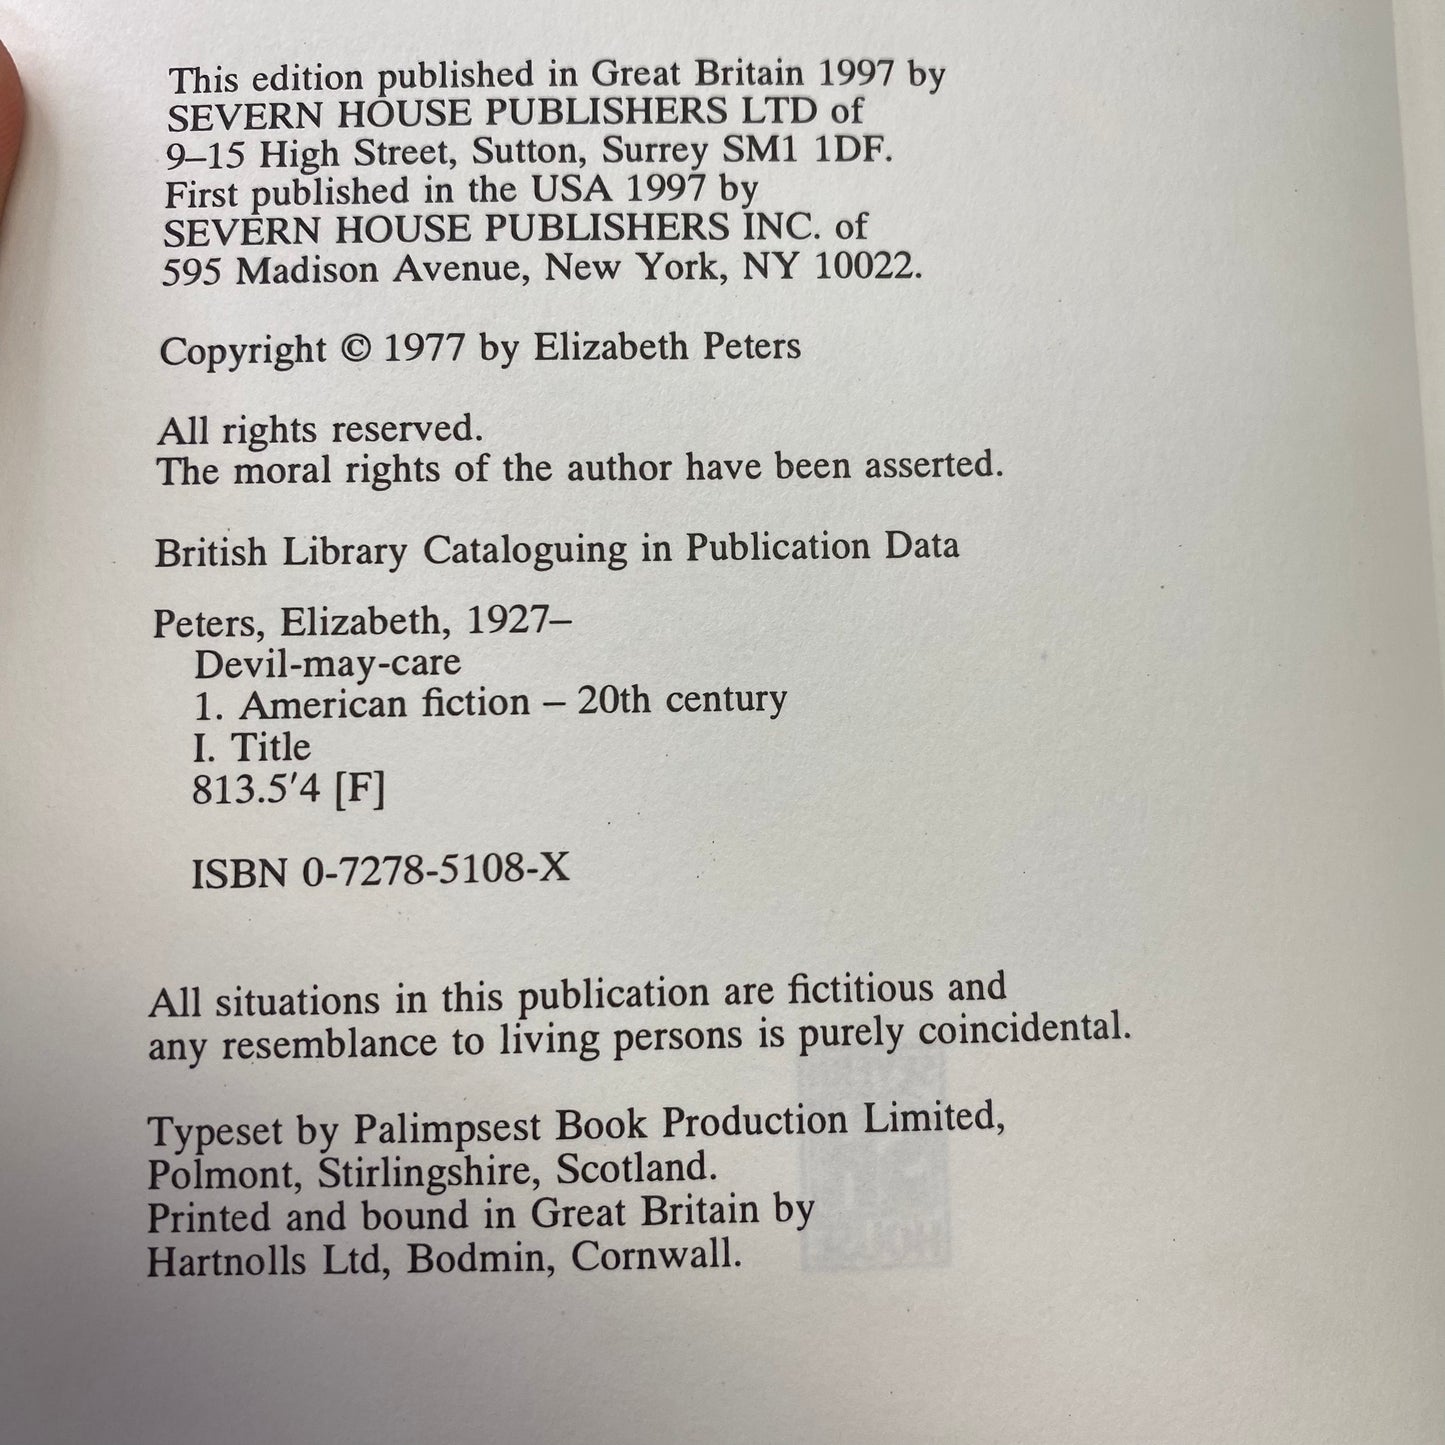 This edition published in Great Britain 1997 by
SEVERN HOUSE PUBLISHERS LTD of
9–15 High Street, Sutton, Surrey SM1 1DF.
First published in the USA 1997 by
SEVERN HOUSE PUBLISHERS INC. of
595 Madison Avenue, New York, NY 10022.
Copyright © 1977 by Elizabeth Peters
All rights reserved.
The moral rights of the author have been asserted.
British Library Cataloguing in Publication Data
Peters, Elizabeth, 1927–
Devil-may-care
1. American fiction – 20th century
I. Title
813.5'4 [F]
ISBN 0-7278-5108-X
All situations in this publication are fictitious and
any resemblance to living persons is purely coincidental.
Typeset by Palimpsest Book Production Limited,
Polmont, Stirlingshire, Scotland.
Printed and bound in Great Britain by
Hartnolls Ltd, Bodmin, Cornwall.